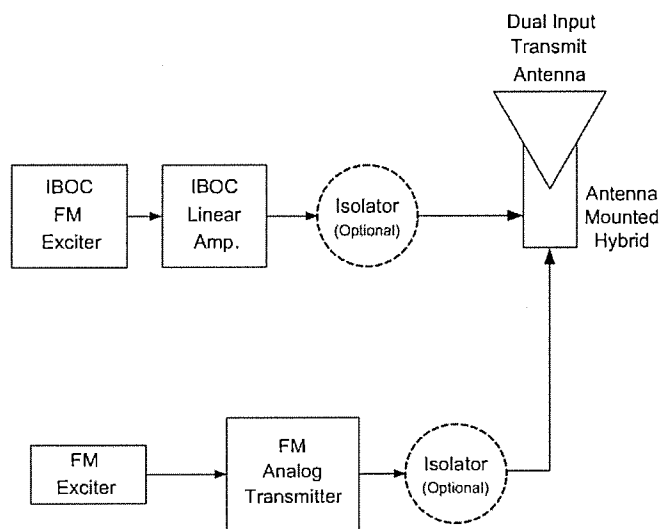 Dual Input
Transmit
Antenna
IBOC
FM
Exciter
IBOC
Linear
Amp.
Isolator
(Optional)
Antenna
Mounted
Hybrid
FM
Exciter
FM
Analog
Transmitter
Isolator
(Optional)